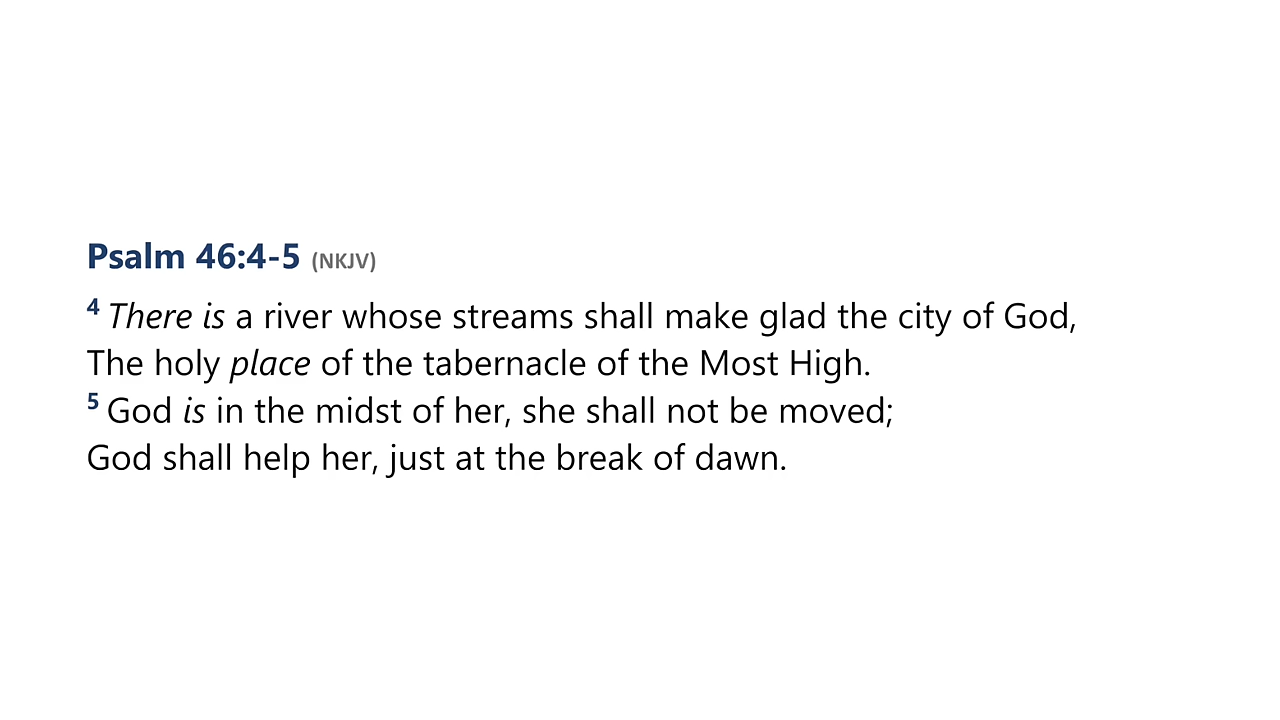 Psalm 46:4-5 (NKJV)
4 There is a river whose streams shall make glad the city of God,
The holy place of the tabernacle of the Most High.
5 God is in the midst of her, she shall not be moved;
God shall help her, just at the break of dawn.